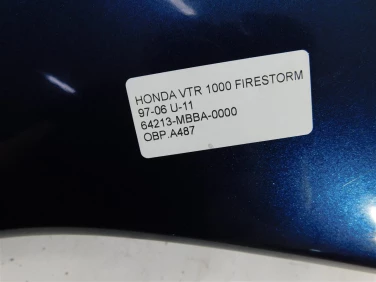 HONDA VTR 1000 FIRESTORM
97-06 U-11
64213-MBBA-0000
OBP.A487